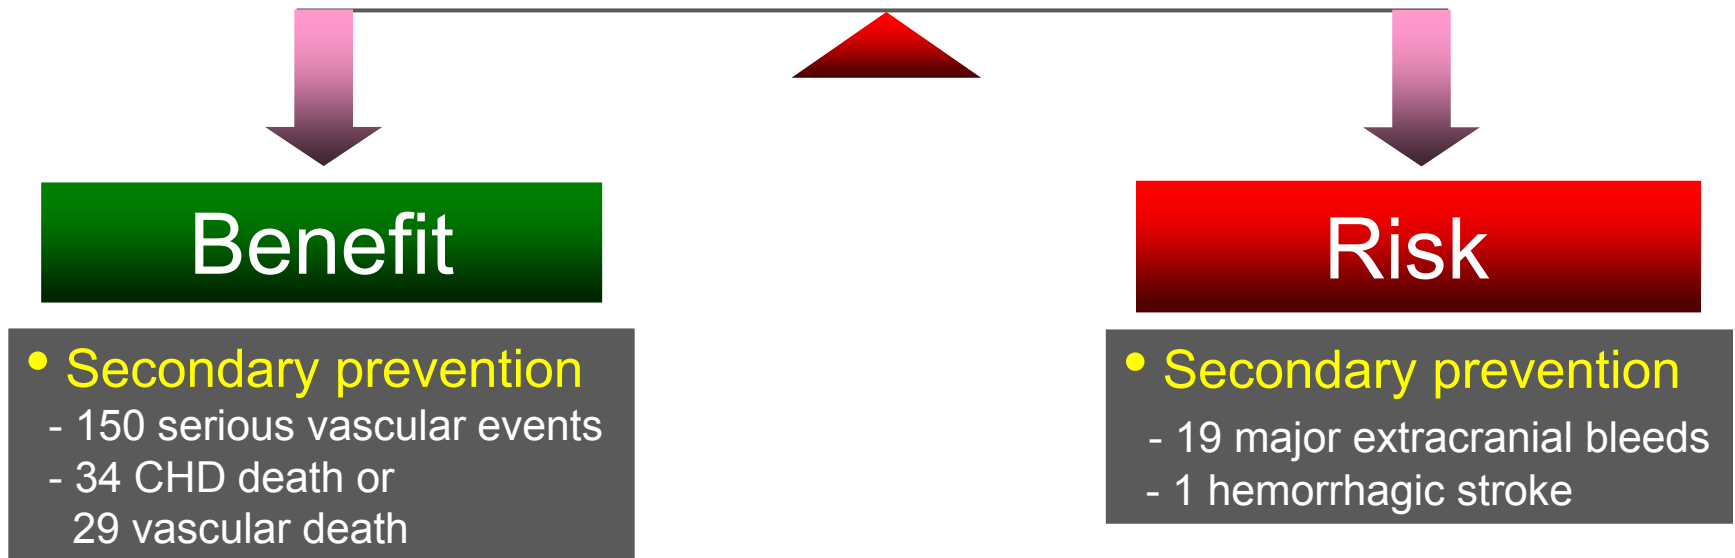 Benefit
• Secondary prevention
- 150 serious vascular events
- 34 CHD death or
29 vascular death
Risk
• Secondary prevention
- 19 major extracranial bleeds
- 1 hemorrhagic stroke